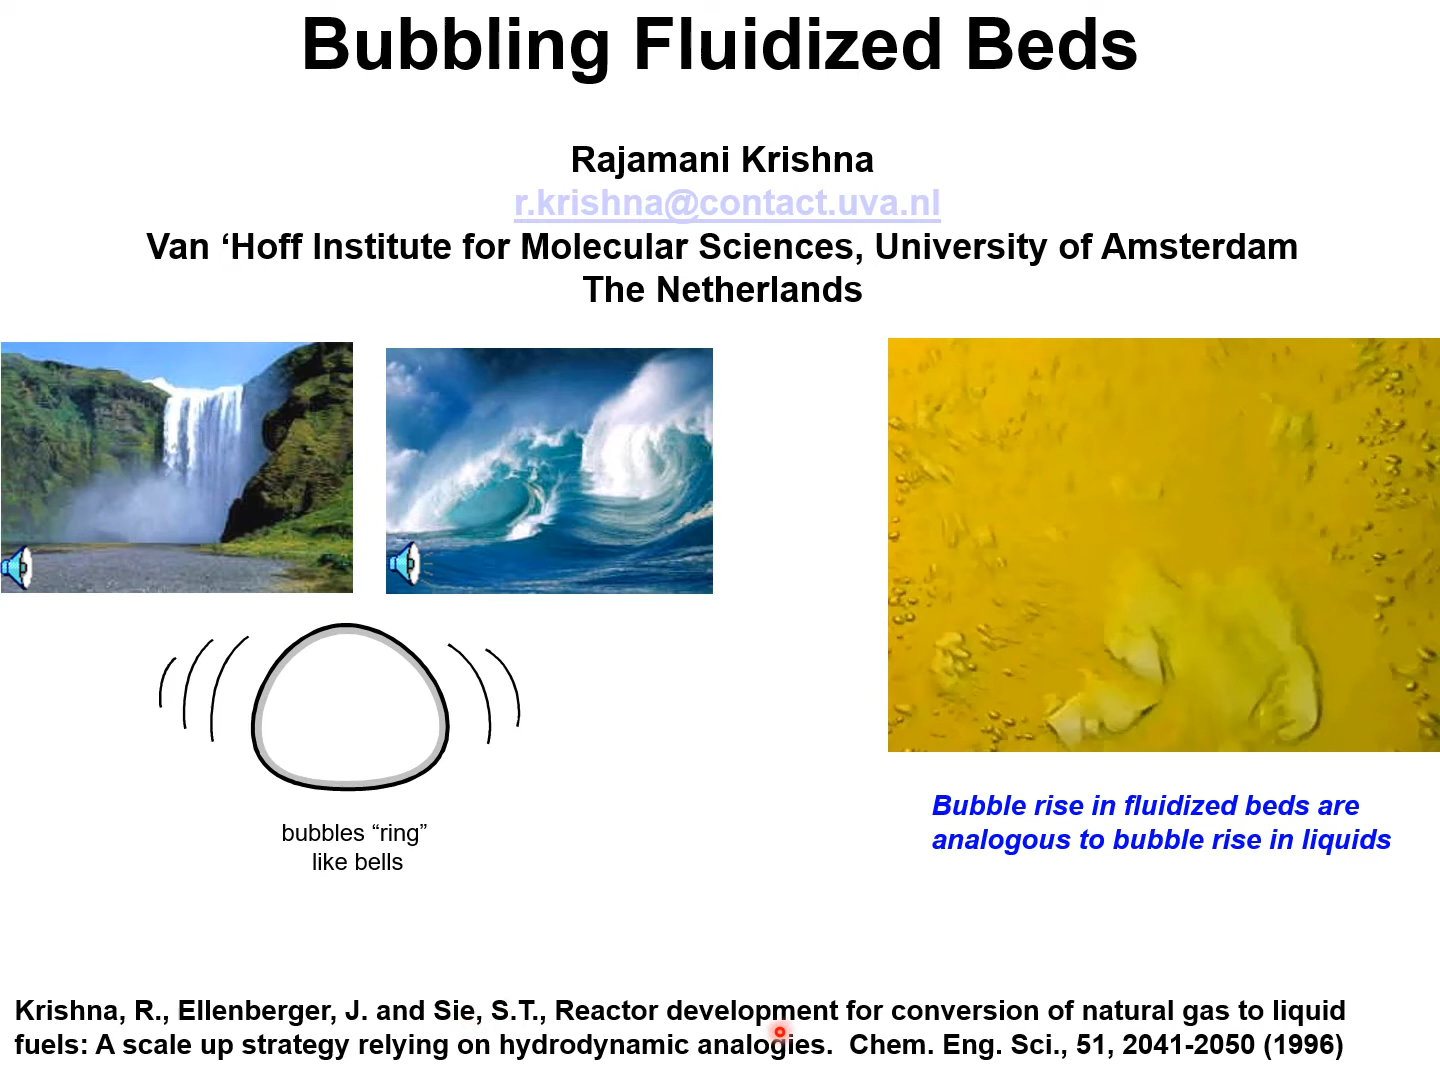 Bubbling Fluidized Beds
Rajamani Krishna
r.krishna@contact.uva.nl
Van ‘Hoff Institute for Molecular Sciences, University of Amsterdam
The Netherlands
bubbles “ring”
like bells
Bubble rise in fluidized beds are
analogous to bubble rise in liquids
Krishna, R., Ellenberger, J. and Sie, S.T., Reactor development for conversion of natural gas to liquid
fuels: A scale up strategy relying on hydrodynamic analogies.  Chem. Eng. Sci., 51, 2041-2050 (1996)